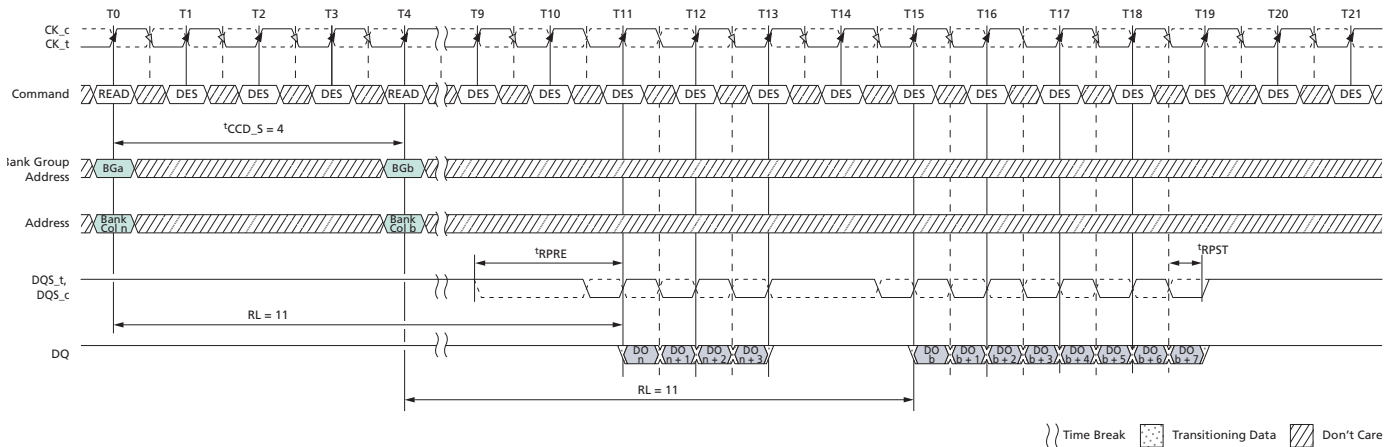 T0 T1 T2 T3 T4 T9 T10 T11 T12 T13 T14 T15 T16 T17 T18 T19 T20 T21
CK_c
CK_t
Command READ DES DES DES READ DES DES DES DES DES DES DES DES DES DES DES DES DES
tCCD_S = 4
Bank Group
Address
BGa BGb
Address
Bank
Col n
Bank
Col b
tRPRE
tRPST
DQS_t,
DQS_c
RL = 11
DQ
DO
n
DO
n + 1
DO
n + 2
DO
n + 3
DO
b
DO
b + 1
DO
b + 2
DO
b + 3
DO
b + 4
DO
b + 5
DO
b + 6
DO
b + 7
RL = 11
Time Break Transitioning Data Don't Care